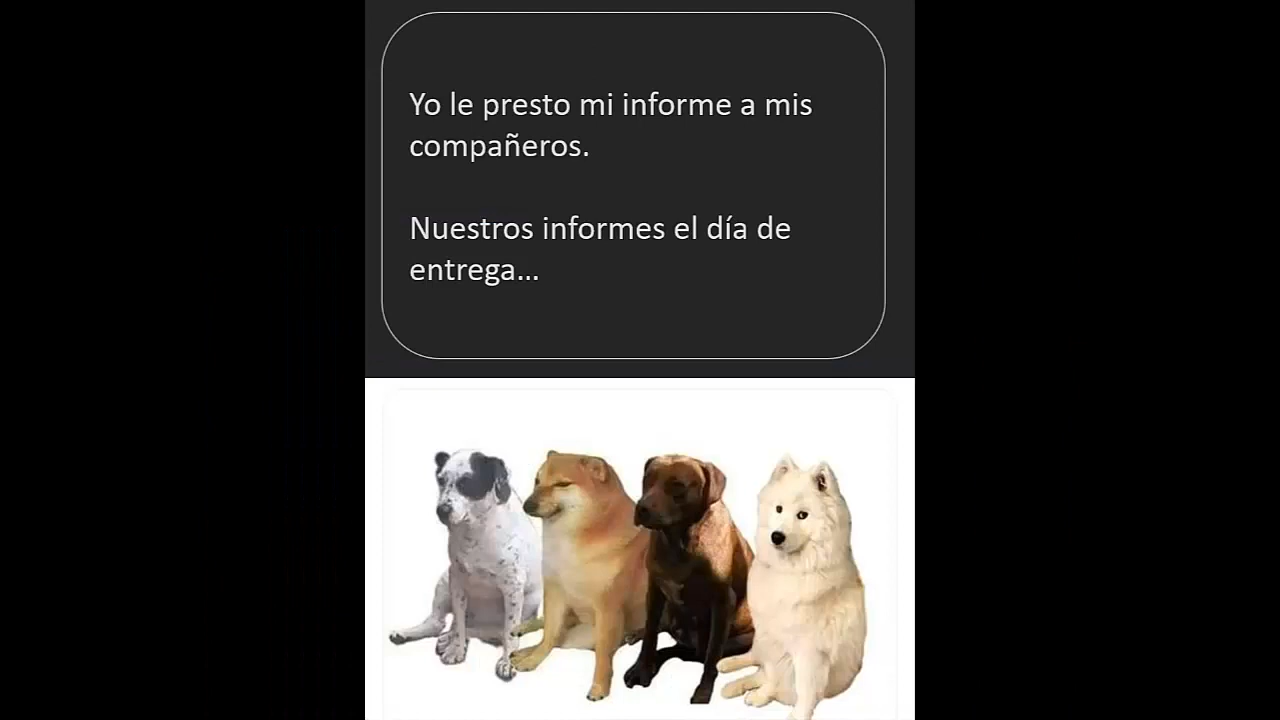 Yo le presto mi informe a mis
compañeros.
Nuestros informes el día de
entrega...